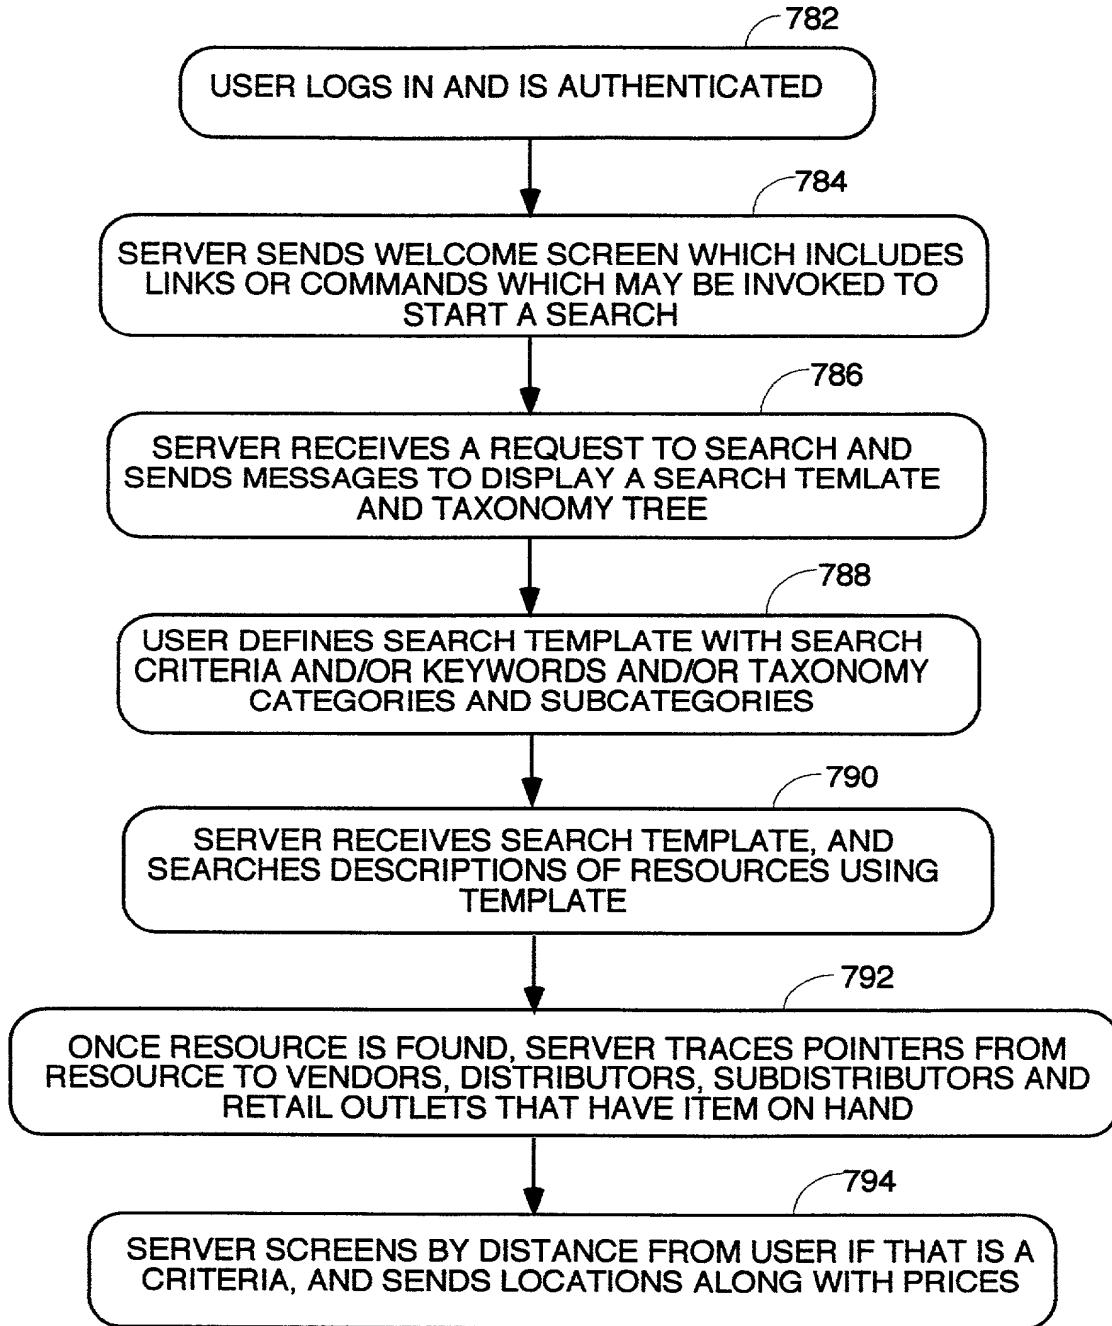 782
USER LOGS IN AND IS AUTHENTICATED
784
SERVER SENDS WELCOME SCREEN WHICH INCLUDES
LINKS OR COMMANDS WHICH MAY BE INVOKED TO
START A SEARCH
786
SERVER RECEIVES A REQUEST TO SEARCH AND
SENDS MESSAGES TO DISPLAY A SEARCH TEMLATE
AND TAXONOMY TREE
788
USER DEFINES SEARCH TEMPLATE WITH SEARCH
CRITERIA AND/OR KEYWORDS AND/OR TAXONOMY
CATEGORIES AND SUBCATEGORIES
790
SERVER RECEIVES SEARCH TEMPLATE, AND
SEARCHES DESCRIPTIONS OF RESOURCES USING
TEMPLATE
792
ONCE RESOURCE IS FOUND, SERVER TRACES POINTERS FROM
RESOURCE TO VENDORS, DISTRIBUTORS, SUBDISTRIBUTORS AND
RETAIL OUTLETS THAT HAVE ITEM ON HAND
794
SERVER SCREENS BY DISTANCE FROM USER IF THAT IS A
CRITERIA, AND SENDS LOCATIONS ALONG WITH PRICES